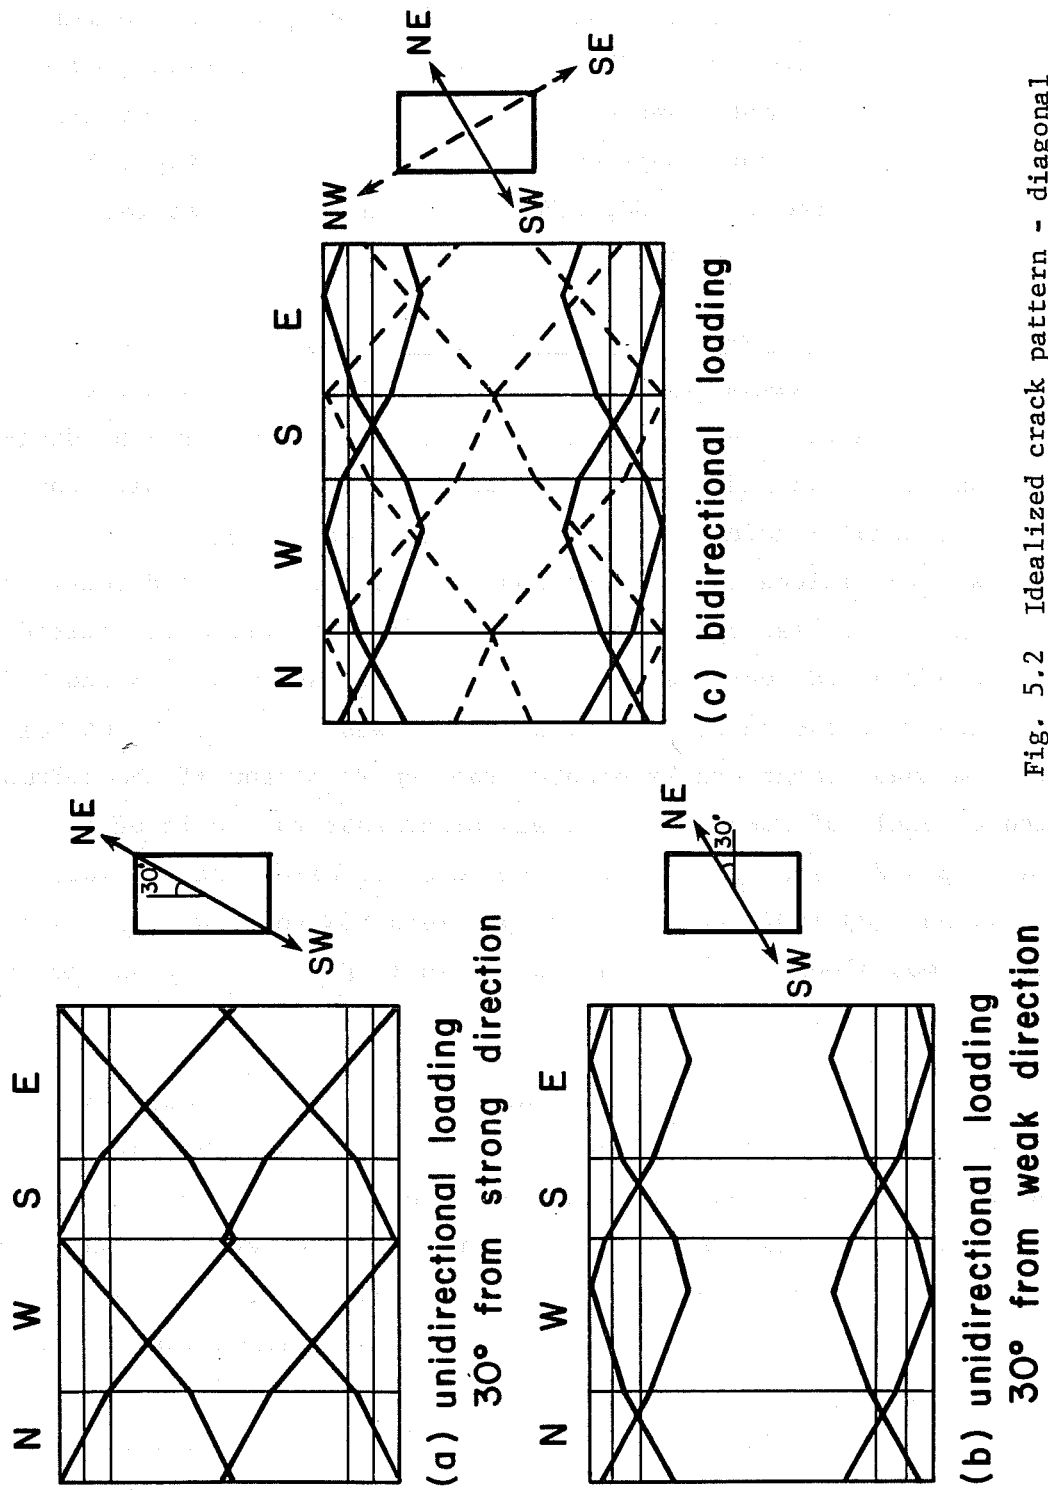 N W S E
NE
30°
SW
(a) unidirectional loading
30° from strong direction
N W S E
NE
30°
SW
(b) unidirectional loading
30° from weak direction
N W S E
NW
NE
SW
SE
(c) bidirectional loading
Fig. 5.2 Idealized crack pattern - diagonal